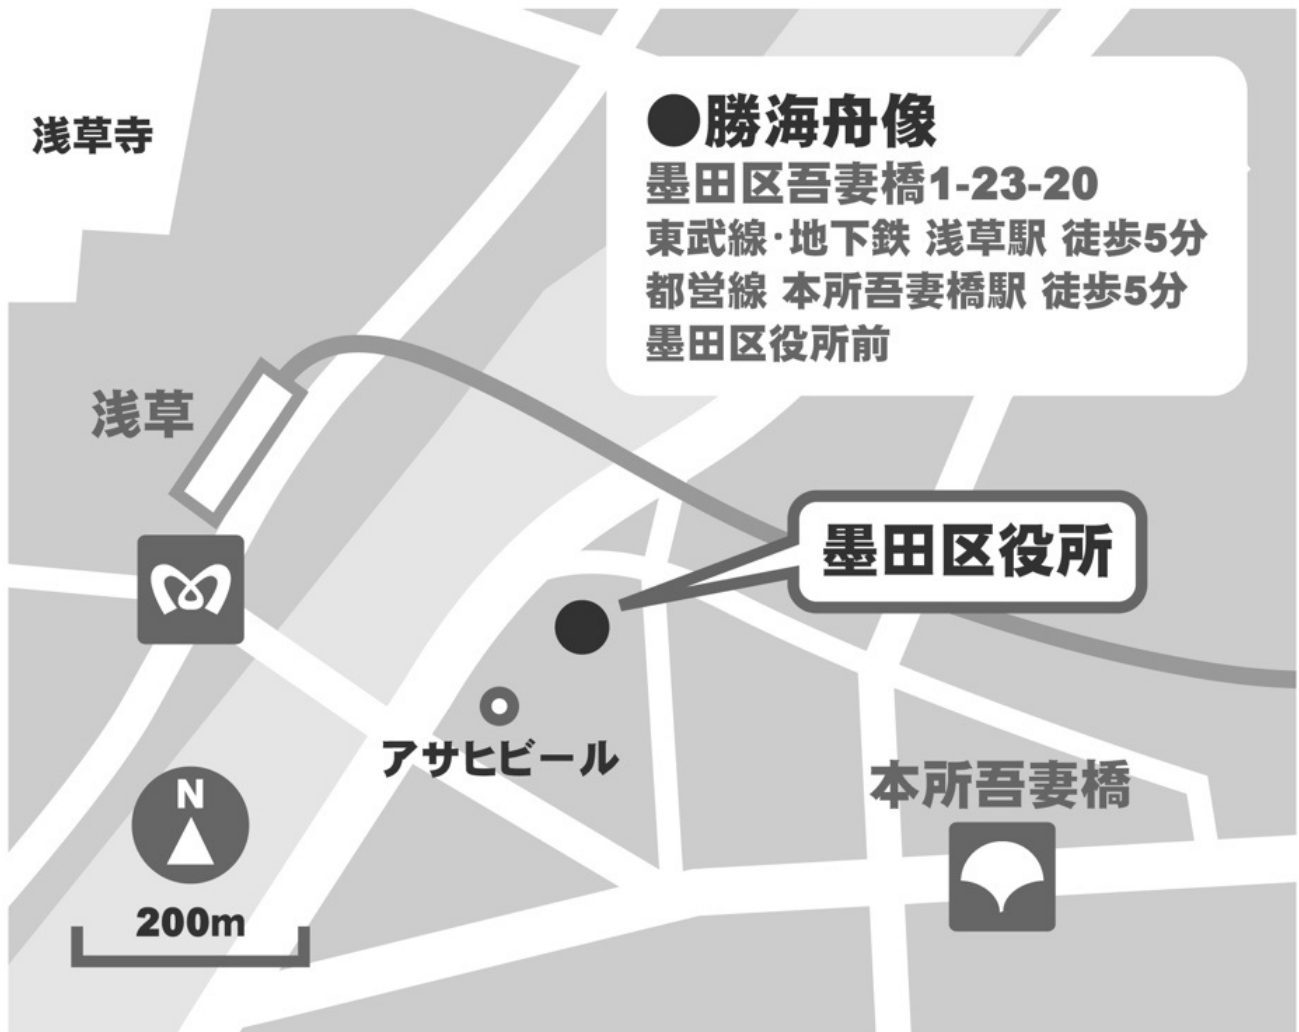 浅草寺
●勝海舟像
墨田区吾妻橋1-23-20
東武線・地下鉄 浅草駅 徒歩5分
都営線 本所吾妻橋駅 徒歩5分
墨田区役所前
浅草
墨田区役所
アサヒビール
本所吾妻橋
N
200m